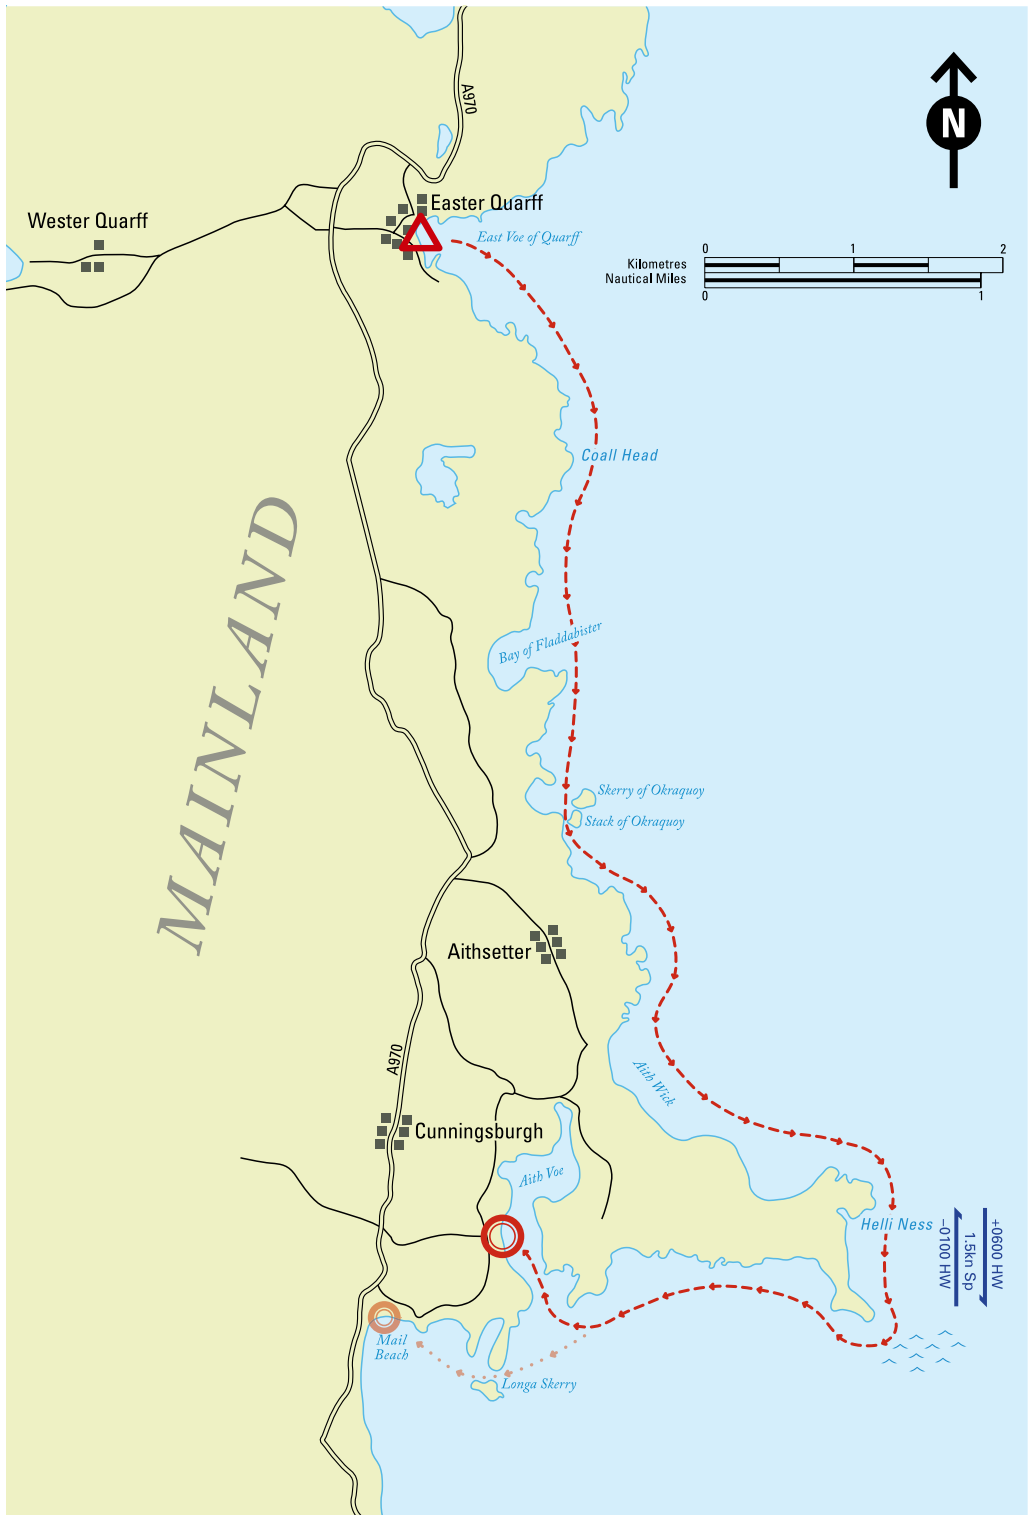 A970
N
Easter Quarff
Wester Quarff
East Voe of Quarff
0 1 2
Kilometres
Nautical Miles
0 1
Coall Head
MAINLAND
Bay of Fladdabister
Skerry of Okraquoy
Stack of Okraquoy
Aithsetter
A970
Aith Wick
Cunningsburgh
Aith Voe
Helli Ness
+0600 HW
1.5kn Sp
–0100 HW
Mail
Beach
Longa Skerry